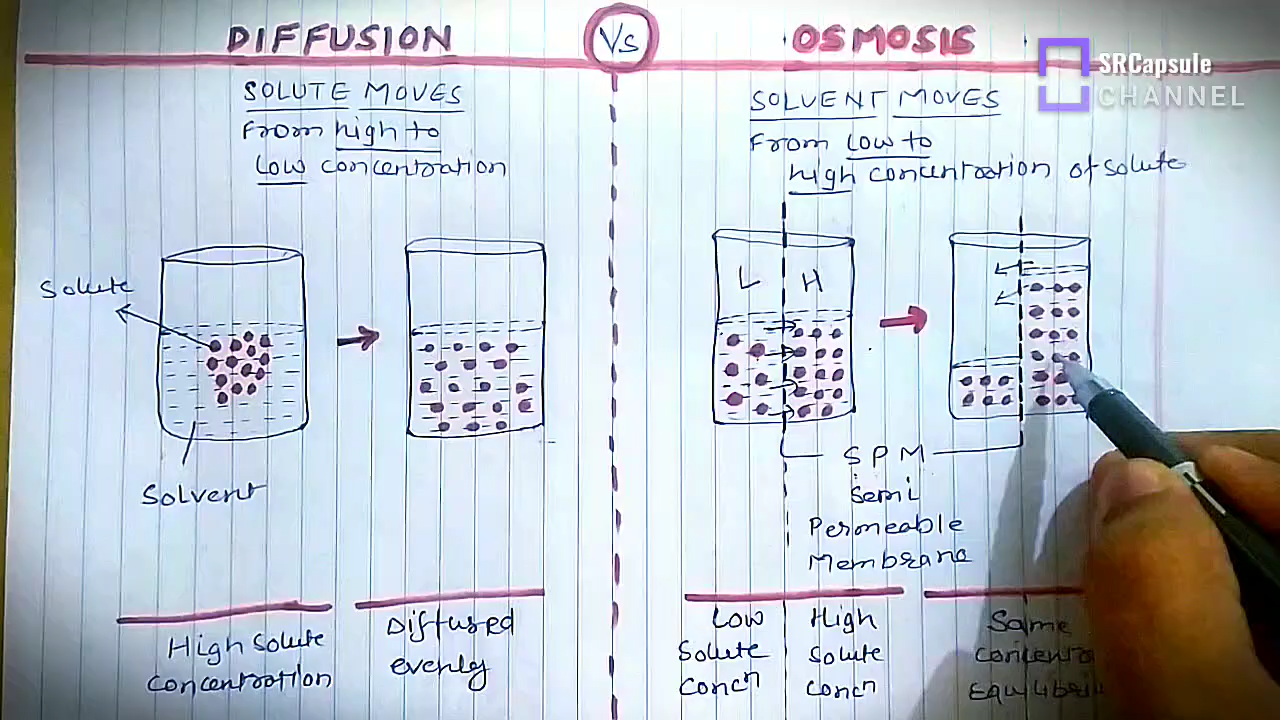 DIFFUSION
Vs
OSMOSIS
SRCapsule
CHANNEL
SOLUTE MOVES
From high to
Low concentration
SOLVENT MOVES
From Low to
high concentration of solute
Solute
Solvent
L H
SPM
Semi
Permeable
Membrane
High Solute
concentration
Diffused
evenly
Low
Solute
Concn
High
Solute
Concn
Same